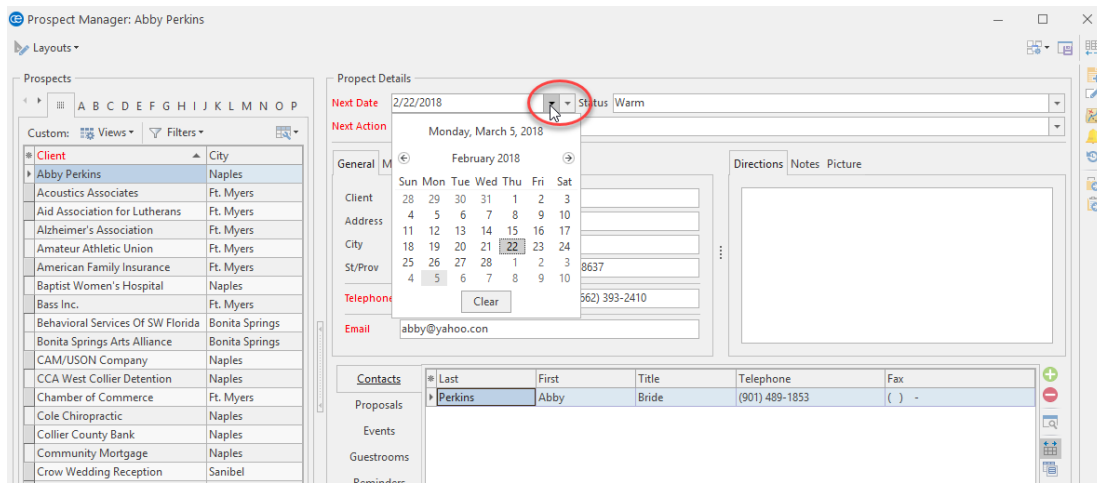 Prospect Manager: Abby Perkins
Layouts
Prospects
A B C D E F G H I J K L M N O P
Custom: Views Filters
Client City
Abby Perkins Naples
Acoustics Associates Ft. Myers
Aid Association for Lutherans Ft. Myers
Alzheimer's Association Ft. Myers
Amateur Athletic Union Ft. Myers
American Family Insurance Ft. Myers
Baptist Women's Hospital Naples
Bass Inc. Ft. Myers
Behavioral Services Of SW Florida Bonita Springs
Bonita Springs Arts Alliance Bonita Springs
CAM/USON Company Naples
CCA West Collier Detention Naples
Chamber of Commerce Ft. Myers
Cole Chiropractic Naples
Collier County Bank Naples
Community Mortgage Naples
Crow Wedding Reception Sanibel
Propect Details
Next Date 2/22/2018 Status Warm
Next Action
Monday, March 5, 2018
February 2018
Sun Mon Tue Wed Thu Fri Sat
28 29 30 31 1 2 3
4 5 6 7 8 9 10
11 12 13 14 15 16 17
18 19 20 21 22 23 24
25 26 27 28 1 2 3
4 5 6 7 8 9 10
Clear
General M
Client
Address
City
St/Prov 8637
Telephone 562) 393-2410
Email abby@yahoo.con
Directions Notes Picture
Contacts
Proposals
Events
Guestrooms
Reminders
Last First Title Telephone Fax
Perkins Abby Bride (901) 489-1853 ( ) -